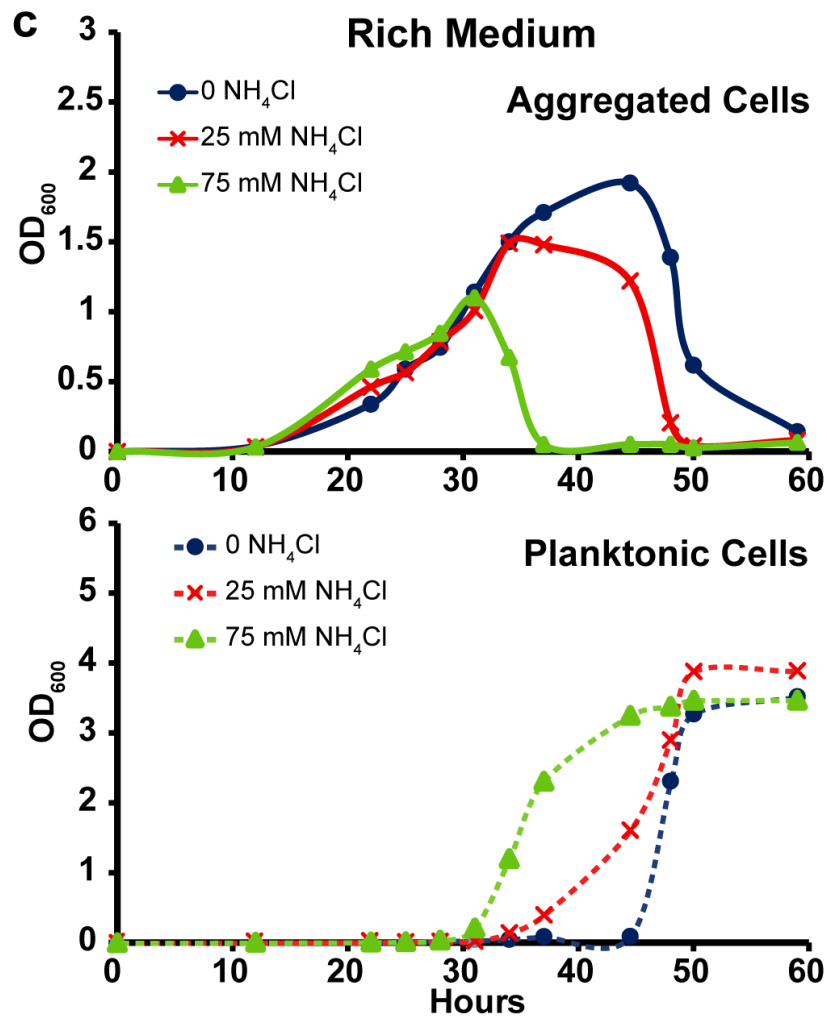 c
Rich Medium
Aggregated Cells
0 NH₄Cl
25 mM NH₄Cl
75 mM NH₄Cl
OD₆₀₀
3
2.5
2
1.5
1
0.5
0
0 10 20 30 40 50 60
Planktonic Cells
0 NH₄Cl
25 mM NH₄Cl
75 mM NH₄Cl
OD₆₀₀
6
5
4
3
2
1
0
0 10 20 30 40 50 60
Hours